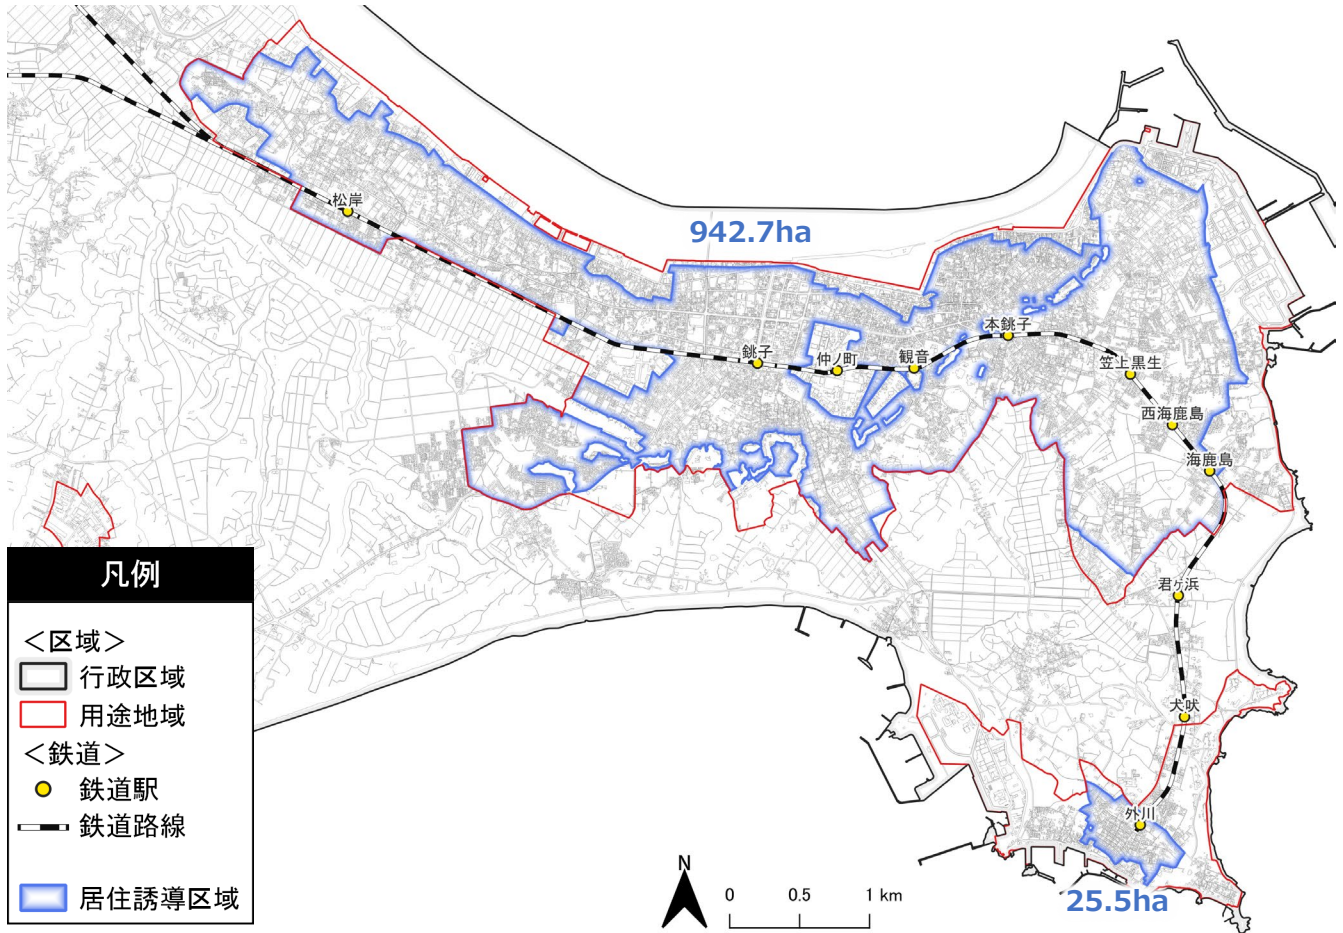 松岸
942.7ha
本銚子
銚子
仲ノ町
観音
笠上黒生
西海鹿島
海鹿島
君ヶ浜
犬吠
外川
25.5ha
凡例
＜区域＞
行政区域
用途地域
＜鉄道＞
鉄道駅
鉄道路線
居住誘導区域
N
0 0.5 1 km